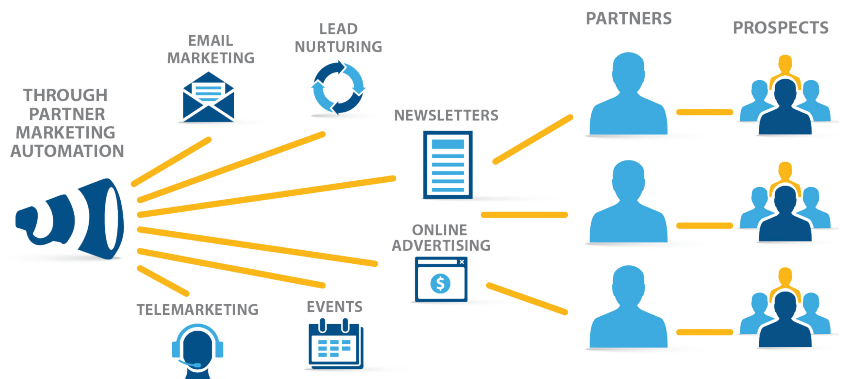 THROUGH
PARTNER
MARKETING
AUTOMATION
EMAIL
MARKETING
LEAD
NURTURING
NEWSLETTERS
ONLINE
ADVERTISING
$
TELEMARKETING
EVENTS
PARTNERS
PROSPECTS